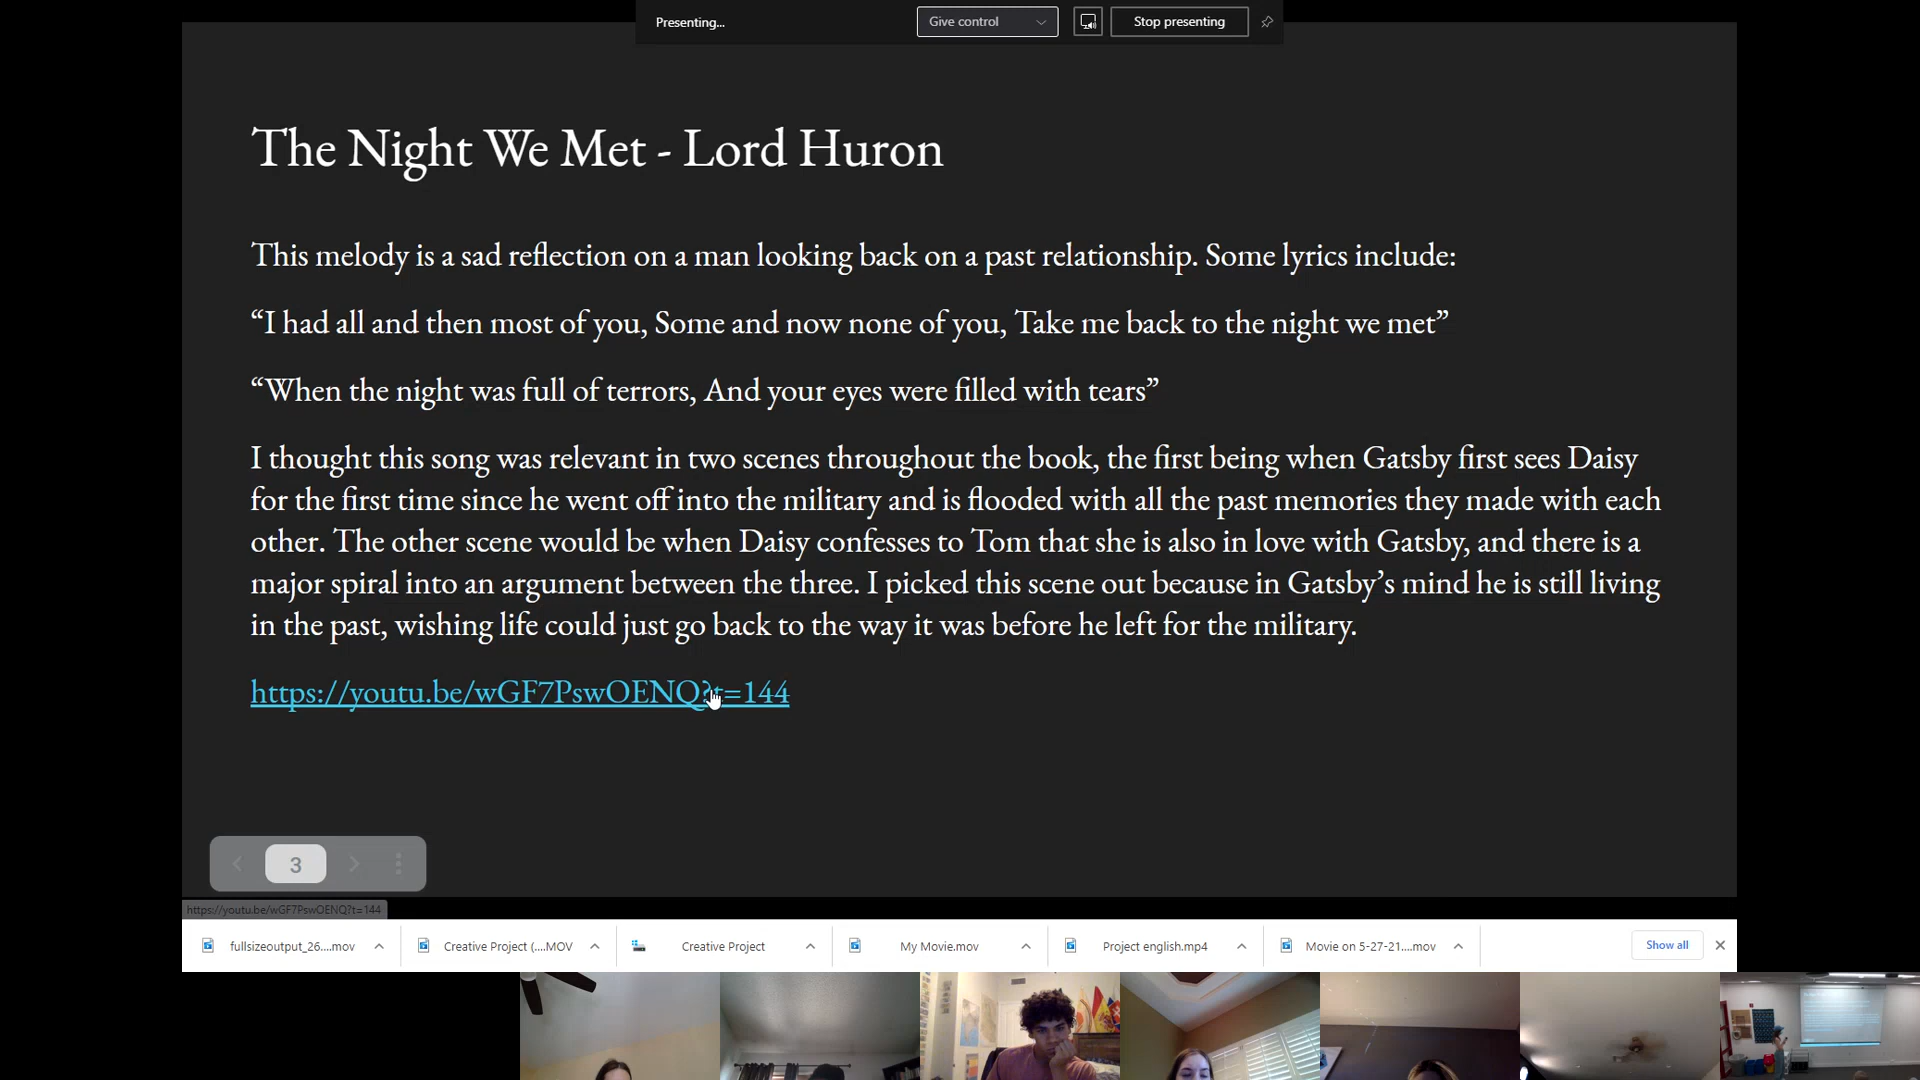 Presenting...
Give control
Stop presenting
The Night We Met - Lord Huron
This melody is a sad reflection on a man looking back on a past relationship. Some lyrics include:
“I had all and then most of you, Some and now none of you, Take me back to the night we met”
“When the night was full of terrors, And your eyes were filled with tears”
I thought this song was relevant in two scenes throughout the book, the first being when Gatsby first sees Daisy
for the first time since he went off into the military and is flooded with all the past memories they made with each
other. The other scene would be when Daisy confesses to Tom that she is also in love with Gatsby, and there is a
major spiral into an argument between the three. I picked this scene out because in Gatsby’s mind he is still living
in the past, wishing life could just go back to the way it was before he left for the military.
https://youtu.be/wGF7PswOENQ?t=144
3
https://youtu.be/wGF7PswOENQ?t=144
fullsizeoutput_26....mov
Creative Project (....MOV
Creative Project
My Movie.mov
Project english.mp4
Movie on 5-27-21....mov
Show all